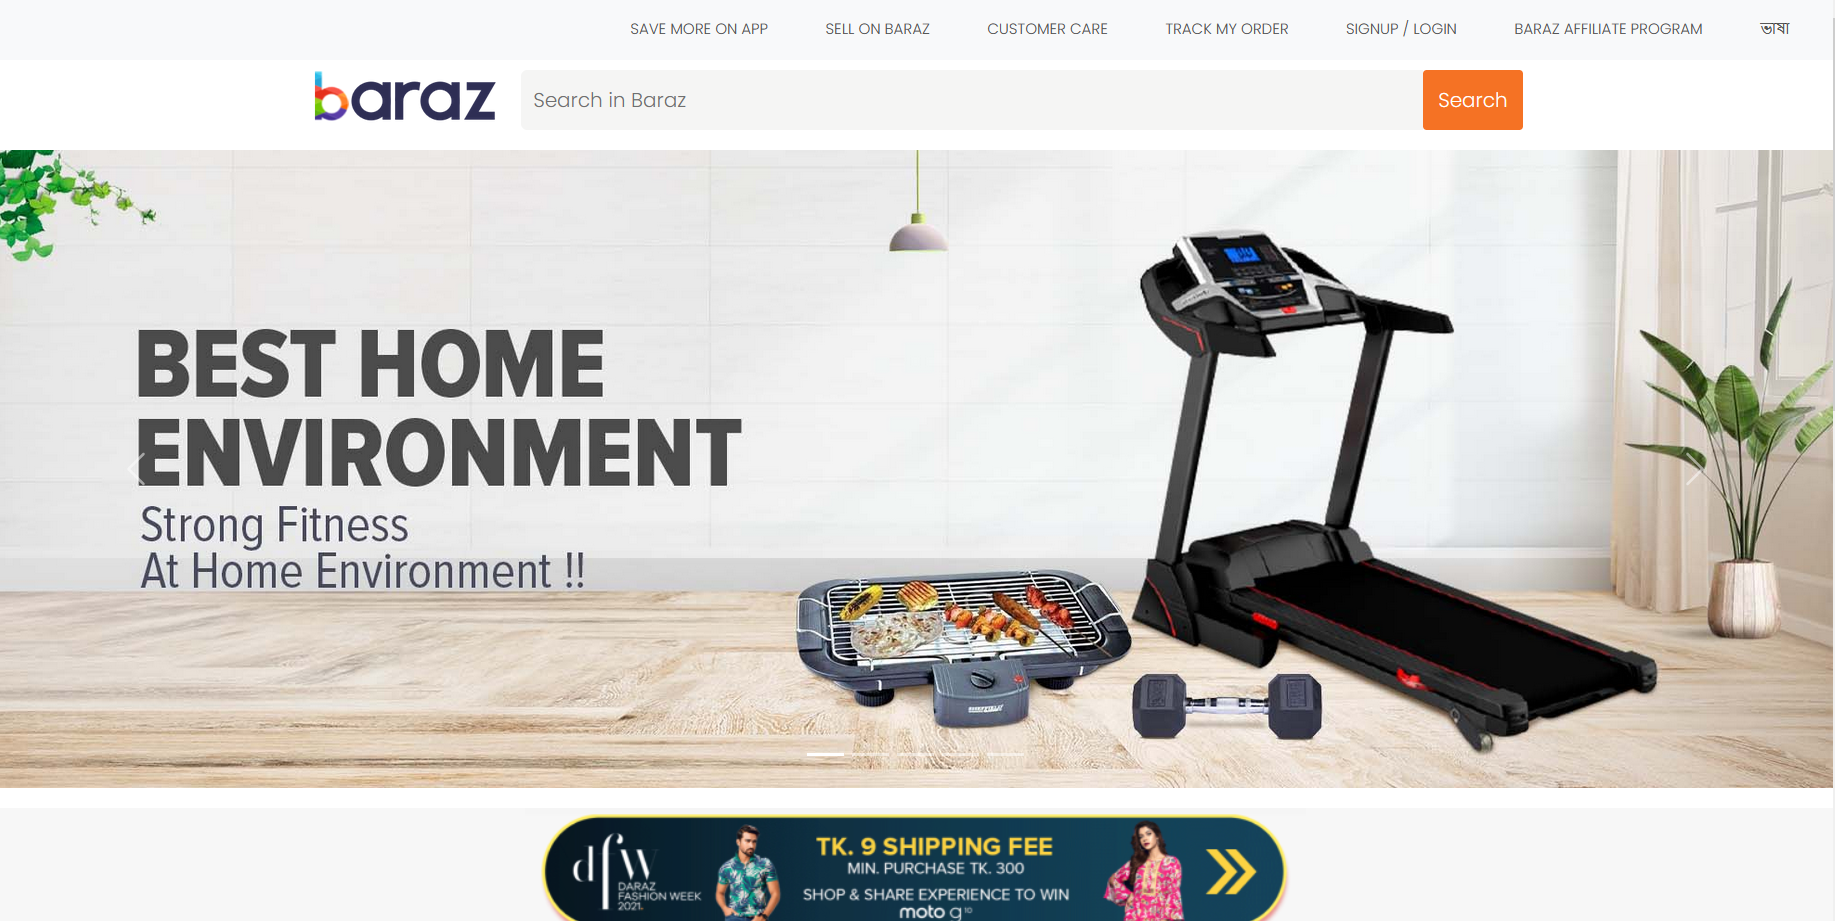 SAVE MORE ON APP SELL ON BARAZ CUSTOMER CARE TRACK MY ORDER SIGNUP / LOGIN BARAZ AFFILIATE PROGRAM ভাষা
baraz Search in Baraz Search
BEST HOME
ENVIRONMENT
Strong Fitness
At Home Environment !!
dfw
DARAZ
FASHION WEEK
2021.
TK. 9 SHIPPING FEE
MIN. PURCHASE TK. 300
SHOP & SHARE EXPERIENCE TO WIN
moto g10